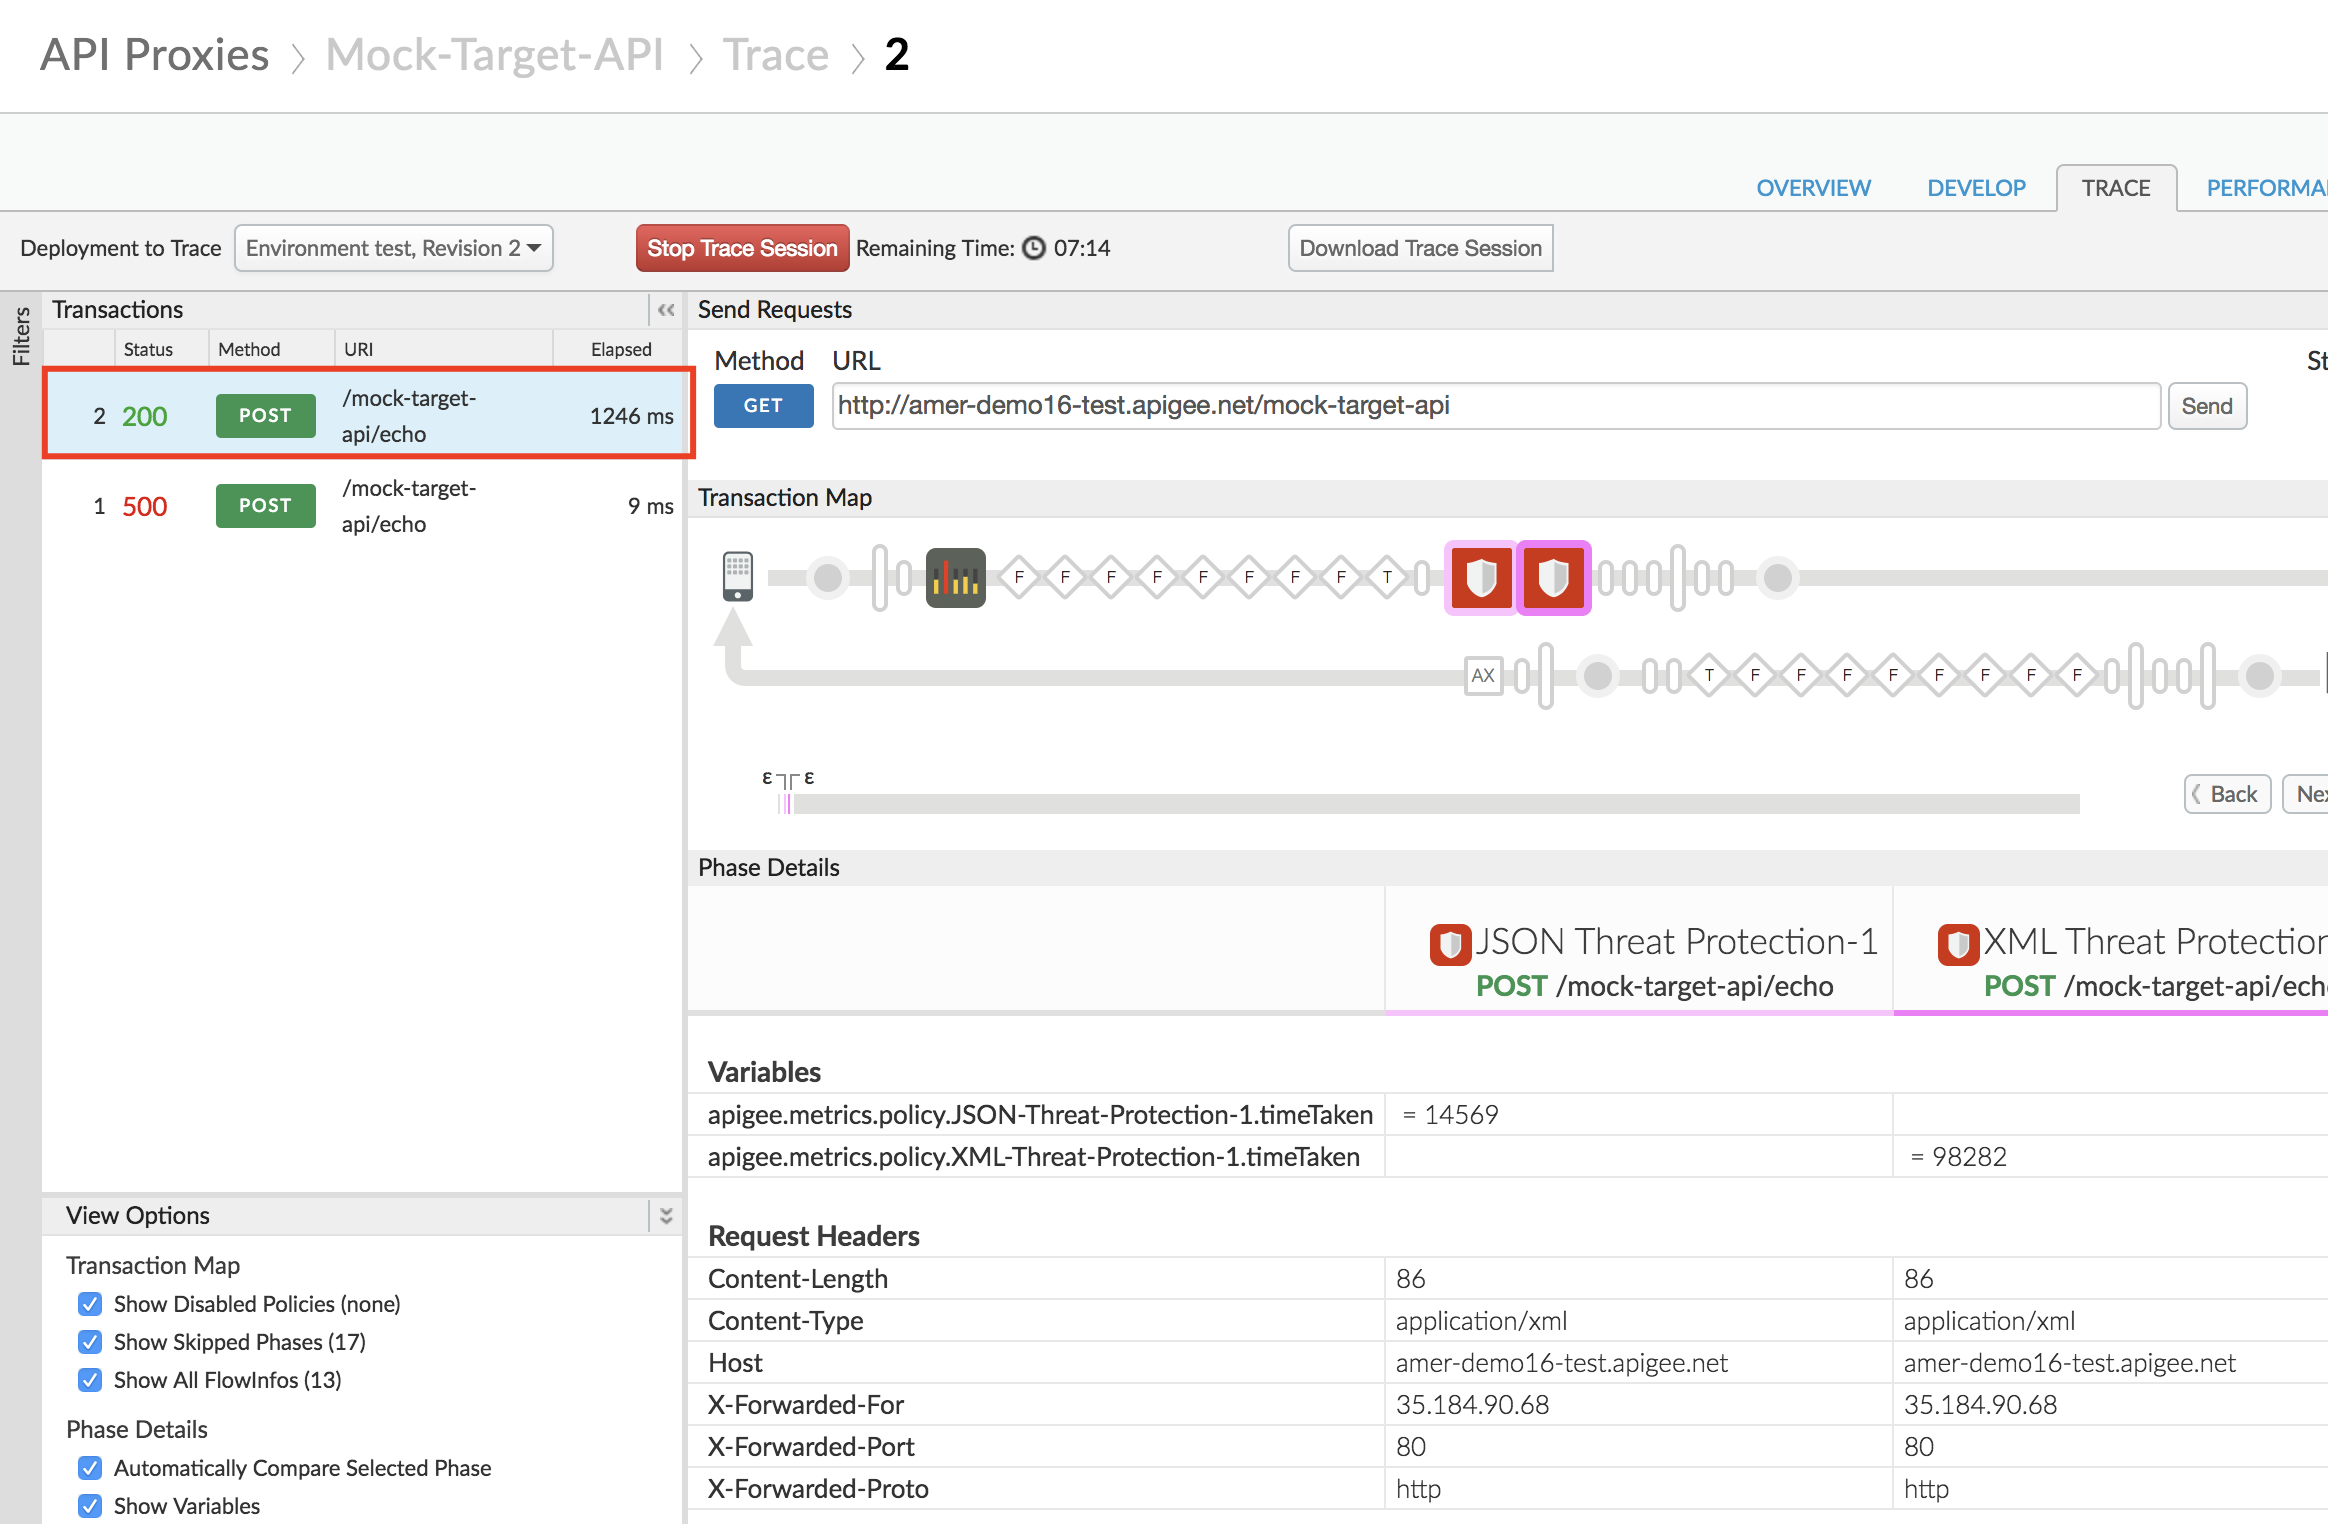 API Proxies > Mock-Target-API > Trace > 2
OVERVIEW DEVELOP TRACE
Deployment to Trace Environment test, Revision 2 Stop Trace Session Remaining Time: 07:14 Download Trace Session
Filters
Transactions «
Status Method URI Elapsed
2 200 POST /mock-target-
api/echo 1246 ms
1 500 POST /mock-target-
api/echo 9 ms
View Options
Transaction Map
Show Disabled Policies (none)
Show Skipped Phases (17)
Show All FlowInfos (13)
Phase Details
Automatically Compare Selected Phase
Show Variables
Send Requests
Method URL
GET http://amer-demo16-test.apigee.net/mock-target-api Send
Transaction Map
F F F F F F F F T
AX T F F F F F F F F
ε ε
Back
Phase Details
JSON Threat Protection-1 XML Threat
POST /mock-target-api/echo POST
Variables
apigee.metrics.policy.JSON-Threat-Protection-1.timeTaken = 14569
apigee.metrics.policy.XML-Threat-Protection-1.timeTaken = 98282
Request Headers
Content-Length 86 86
Content-Type application/xml application/xml
Host amer-demo16-test.apigee.net amer-demo16-test.apigee.net
X-Forwarded-For 35.184.90.68 35.184.90.68
X-Forwarded-Port 80 80
X-Forwarded-Proto http http